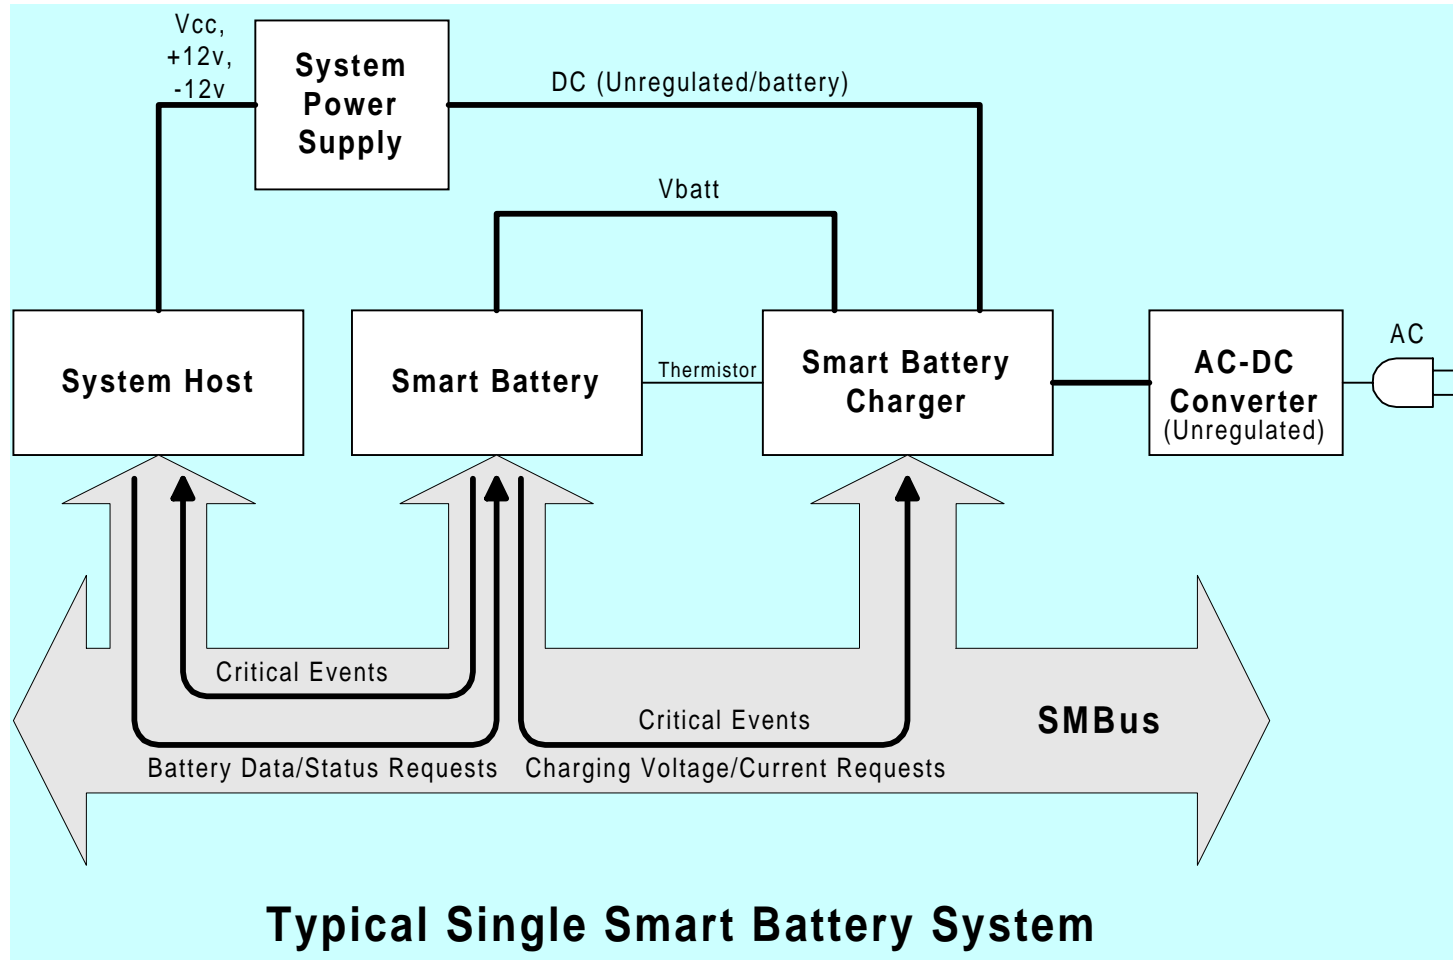 Vcc,
+12v,
-12v
System
Power
Supply
DC (Unregulated/battery)
Vbatt
System Host
Smart Battery
Thermistor
Smart Battery
Charger
AC-DC
Converter
(Unregulated)
AC
Critical Events
Critical Events
SMBus
Battery Data/Status Requests
Charging Voltage/Current Requests
Typical Single Smart Battery System